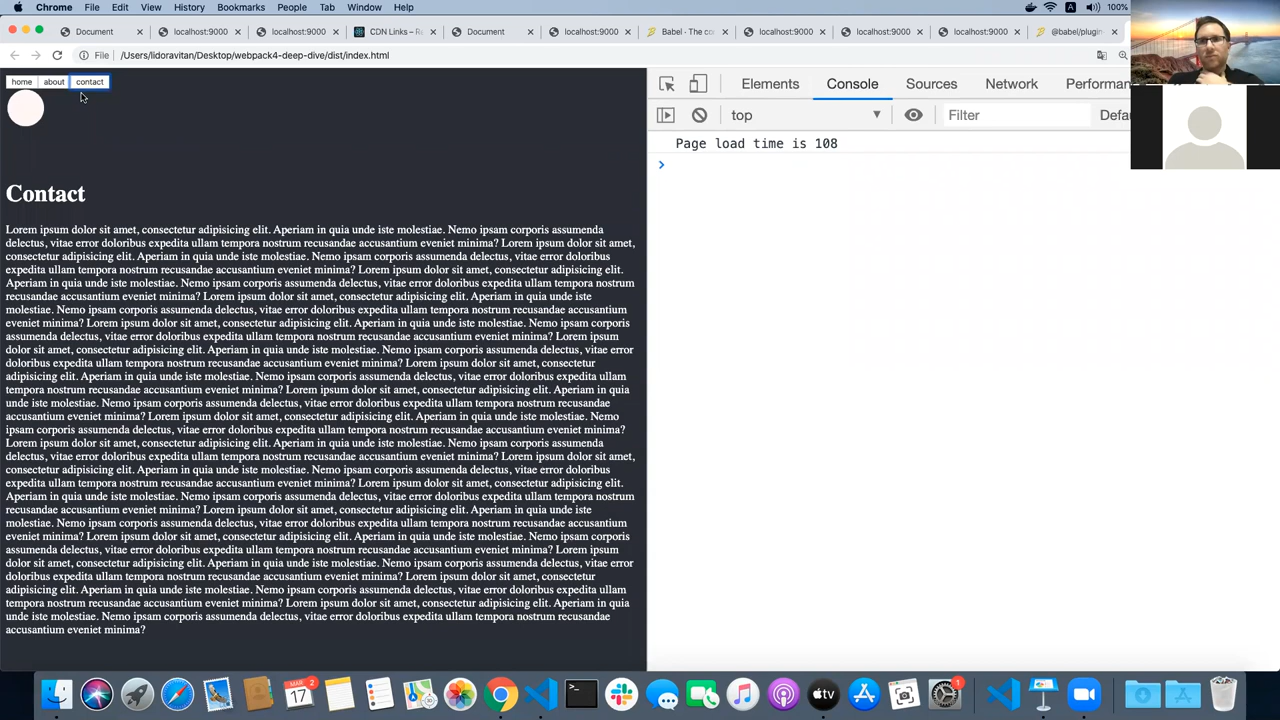 Chrome File Edit View History Bookmarks People Tab Window Help A 100%
Document × localhost:9000 × localhost:9000 × CDN Links – Re × Document × localhost:9000 × Babel · The co × localhost:9000 × localhost:9000 × localhost:9000 × @babel/plugin
File /Users/lidoravitan/Desktop/webpack4-deep-dive/dist/index.html
home about contact
Elements Console Sources Network Performa
top ▼ Filter Defau
Page load time is 108
Contact
Lorem ipsum dolor sit amet, consectetur adipisicing elit. Aperiam in quia unde iste molestiae. Nemo ipsam corporis assumenda
delectus, vitae error doloribus expedita ullam tempora nostrum recusandae accusantium eveniet minima? Lorem ipsum dolor sit amet,
consectetur adipisicing elit. Aperiam in quia unde iste molestiae. Nemo ipsam corporis assumenda delectus, vitae error doloribus
expedita ullam tempora nostrum recusandae accusantium eveniet minima? Lorem ipsum dolor sit amet, consectetur adipisicing elit.
Aperiam in quia unde iste molestiae. Nemo ipsam corporis assumenda delectus, vitae error doloribus expedita ullam tempora nostrum
recusandae accusantium eveniet minima? Lorem ipsum dolor sit amet, consectetur adipisicing elit. Aperiam in quia unde iste
molestiae. Nemo ipsam corporis assumenda delectus, vitae error doloribus expedita ullam tempora nostrum recusandae accusantium
eveniet minima? Lorem ipsum dolor sit amet, consectetur adipisicing elit. Aperiam in quia unde iste molestiae. Nemo ipsam corporis
assumenda delectus, vitae error doloribus expedita ullam tempora nostrum recusandae accusantium eveniet minima? Lorem ipsum
dolor sit amet, consectetur adipisicing elit. Aperiam in quia unde iste molestiae. Nemo ipsam corporis assumenda delectus, vitae error
doloribus expedita ullam tempora nostrum recusandae accusantium eveniet minima? Lorem ipsum dolor sit amet, consectetur
adipisicing elit. Aperiam in quia unde iste molestiae. Nemo ipsam corporis assumenda delectus, vitae error doloribus expedita ullam
tempora nostrum recusandae accusantium eveniet minima? Lorem ipsum dolor sit amet, consectetur adipisicing elit. Aperiam in quia
unde iste molestiae. Nemo ipsam corporis assumenda delectus, vitae error doloribus expedita ullam tempora nostrum recusandae
accusantium eveniet minima? Lorem ipsum dolor sit amet, consectetur adipisicing elit. Aperiam in quia unde iste molestiae. Nemo
ipsam corporis assumenda delectus, vitae error doloribus expedita ullam tempora nostrum recusandae accusantium eveniet minima?
Lorem ipsum dolor sit amet, consectetur adipisicing elit. Aperiam in quia unde iste molestiae. Nemo ipsam corporis assumenda
delectus, vitae error doloribus expedita ullam tempora nostrum recusandae accusantium eveniet minima? Lorem ipsum dolor sit amet,
consectetur adipisicing elit. Aperiam in quia unde iste molestiae. Nemo ipsam corporis assumenda delectus, vitae error doloribus
expedita ullam tempora nostrum recusandae accusantium eveniet minima? Lorem ipsum dolor sit amet, consectetur adipisicing elit.
Aperiam in quia unde iste molestiae. Nemo ipsam corporis assumenda delectus, vitae error doloribus expedita ullam tempora nostrum
recusandae accusantium eveniet minima? Lorem ipsum dolor sit amet, consectetur adipisicing elit. Aperiam in quia unde iste
molestiae. Nemo ipsam corporis assumenda delectus, vitae error doloribus expedita ullam tempora nostrum recusandae accusantium
eveniet minima? Lorem ipsum dolor sit amet, consectetur adipisicing elit. Aperiam in quia unde iste molestiae. Nemo ipsam corporis
assumenda delectus, vitae error doloribus expedita ullam tempora nostrum recusandae accusantium eveniet minima? Lorem ipsum
dolor sit amet, consectetur adipisicing elit. Aperiam in quia unde iste molestiae. Nemo ipsam corporis assumenda delectus, vitae error
doloribus expedita ullam tempora nostrum recusandae accusantium eveniet minima? Lorem ipsum dolor sit amet, consectetur
adipisicing elit. Aperiam in quia unde iste molestiae. Nemo ipsam corporis assumenda delectus, vitae error doloribus expedita ullam
tempora nostrum recusandae accusantium eveniet minima? Lorem ipsum dolor sit amet, consectetur adipisicing elit. Aperiam in quia
unde iste molestiae. Nemo ipsam corporis assumenda delectus, vitae error doloribus expedita ullam tempora nostrum recusandae
accusantium eveniet minima?
MAR 2
17
tv
1